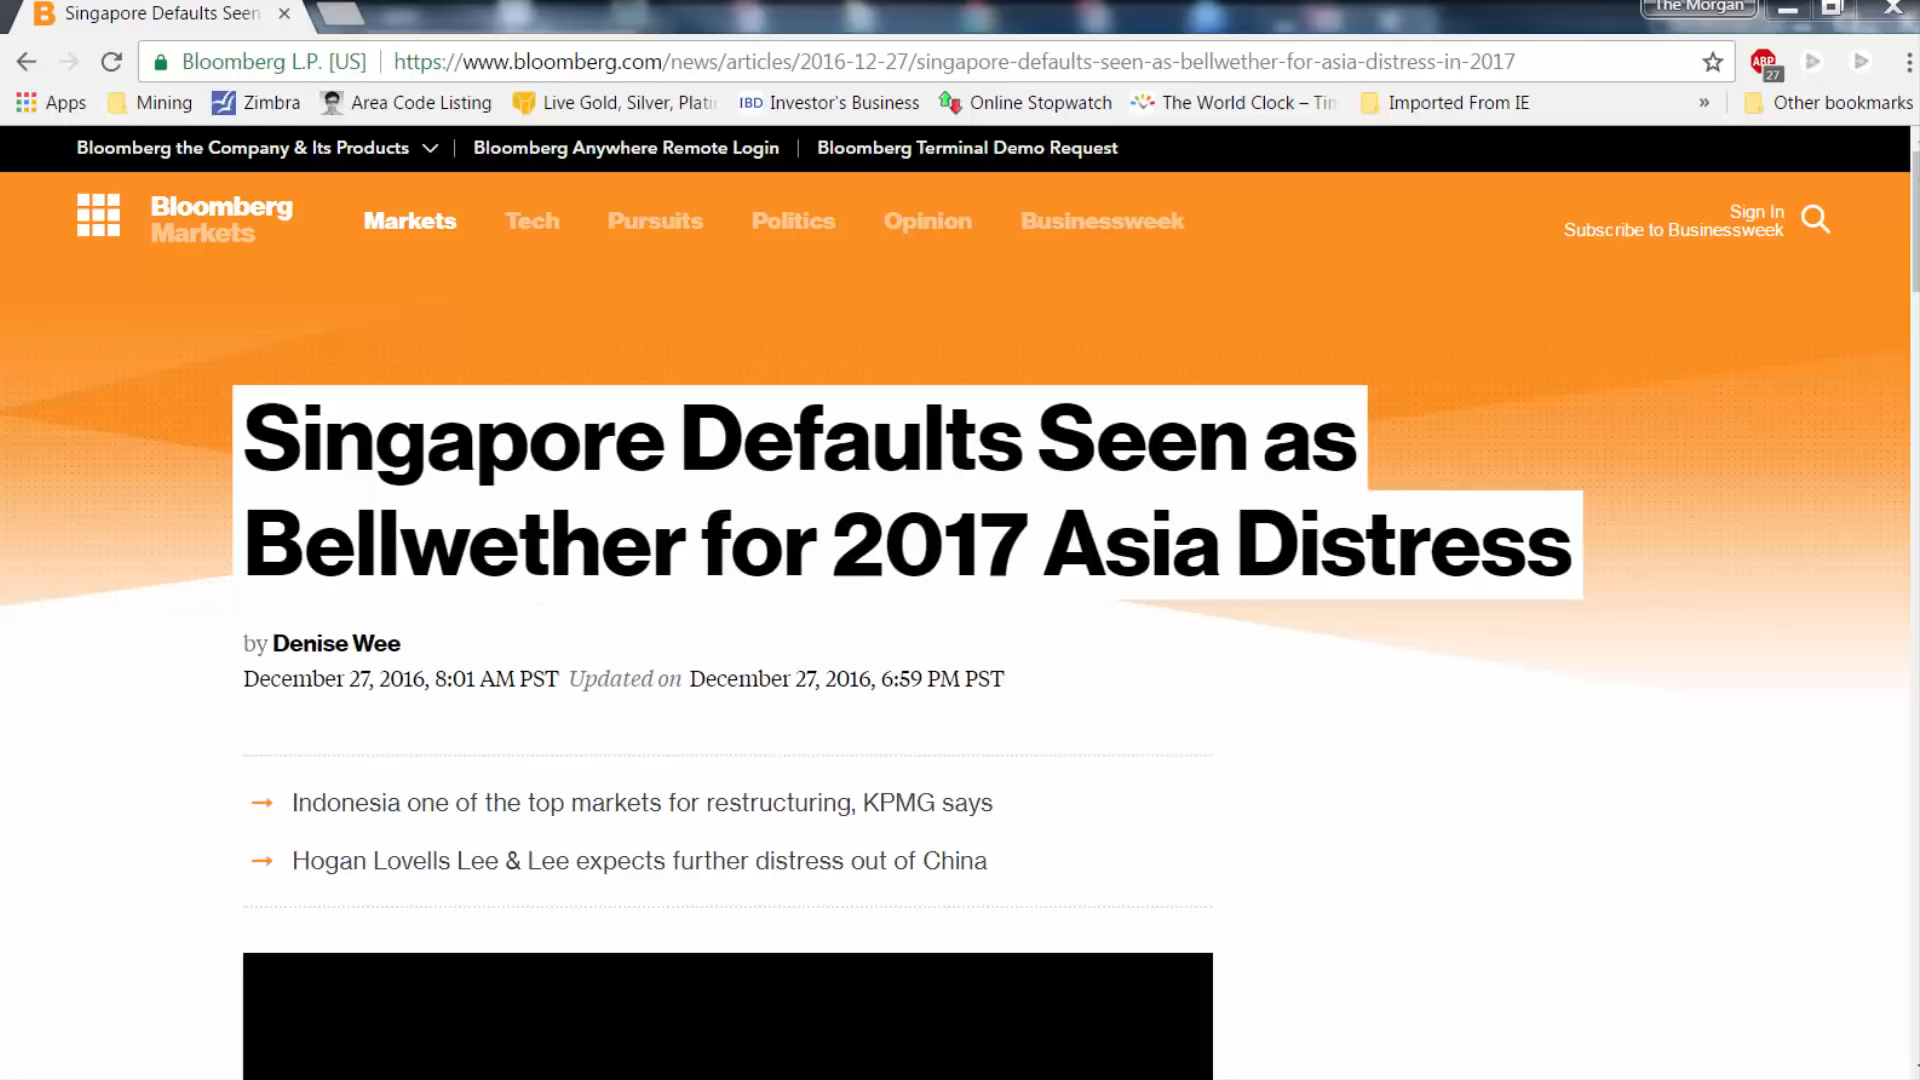 Singapore Defaults Seen
The Morgan
Bloomberg L.P. [US]
https://www.bloomberg.com/news/articles/2016-12-27/singapore-defaults-seen-as-bellwether-for-asia-distress-in-2017
ABP
27
Apps
Mining
Zimbra
Area Code Listing
Live Gold, Silver, Plati
IBD Investor's Business
Online Stopwatch
The World Clock – Tim
Imported From IE
»
Other bookmarks
Bloomberg the Company & Its Products
Bloomberg Anywhere Remote Login
Bloomberg Terminal Demo Request
Bloomberg
Markets
Markets
Tech
Pursuits
Politics
Opinion
Businessweek
Sign In
Subscribe to Businessweek
Singapore Defaults Seen as
Bellwether for 2017 Asia Distress
by Denise Wee
December 27, 2016, 8:01 AM PST Updated on December 27, 2016, 6:59 PM PST
→ Indonesia one of the top markets for restructuring, KPMG says
→ Hogan Lovells Lee & Lee expects further distress out of China